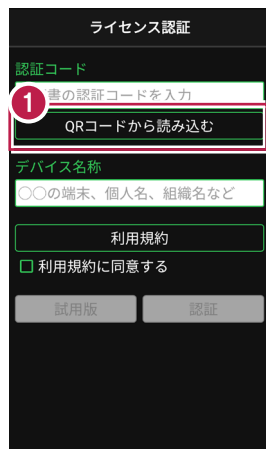 ライセンス認証
認証コード
書の認証コードを入力
1
QRコードから読み込む
デバイス名称
○○の端末、個人名、組織名など
利用規約
利用規約に同意する
試用版
認証